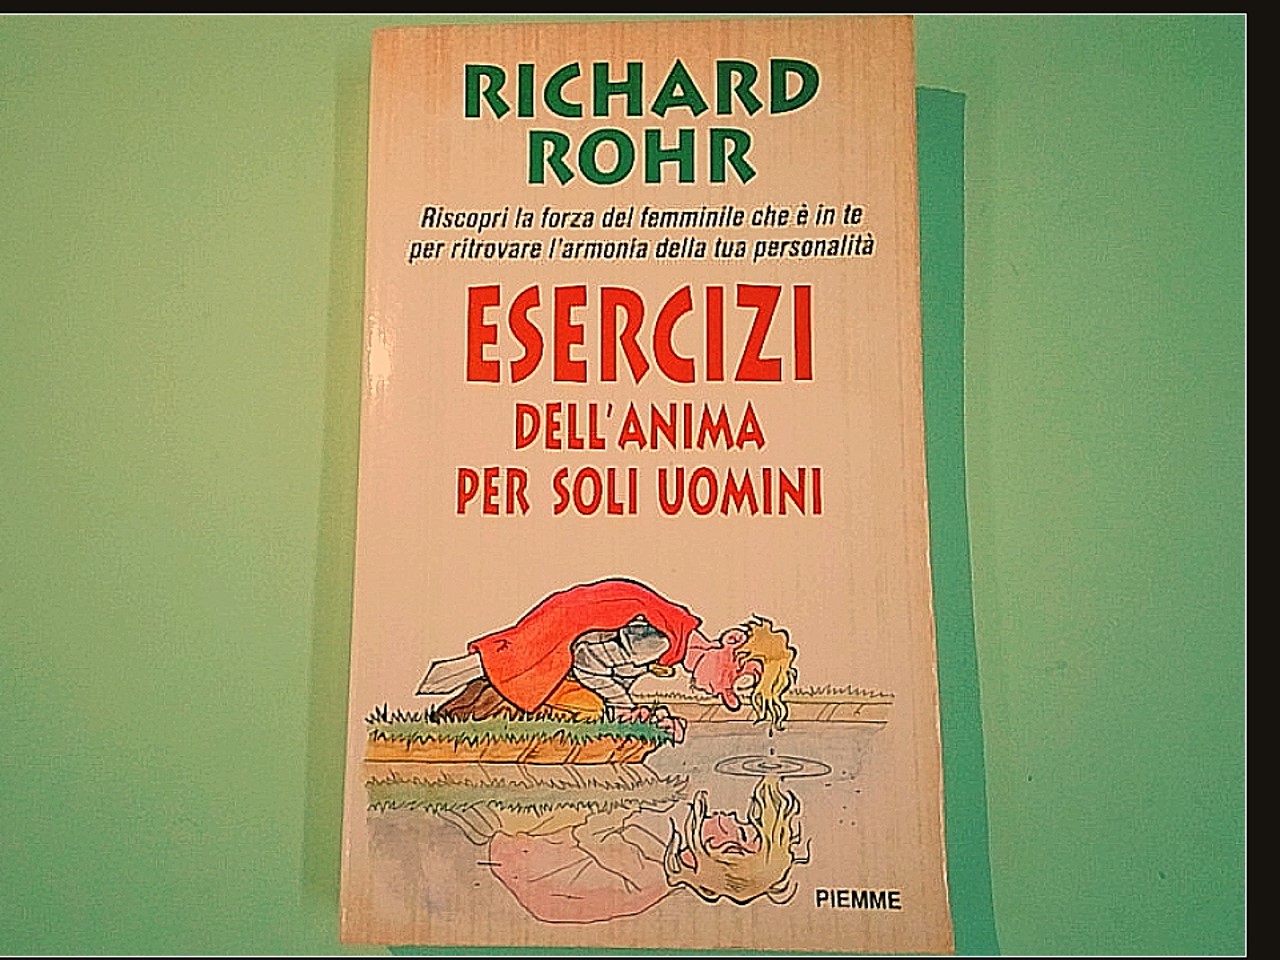 RICHARD
ROHR
Riscopri la forza del femminile che è in te
per ritrovare l'armonia della tua personalità
ESERCIZI
DELL'ANIMA
PER SOLI UOMINI
PIEMME